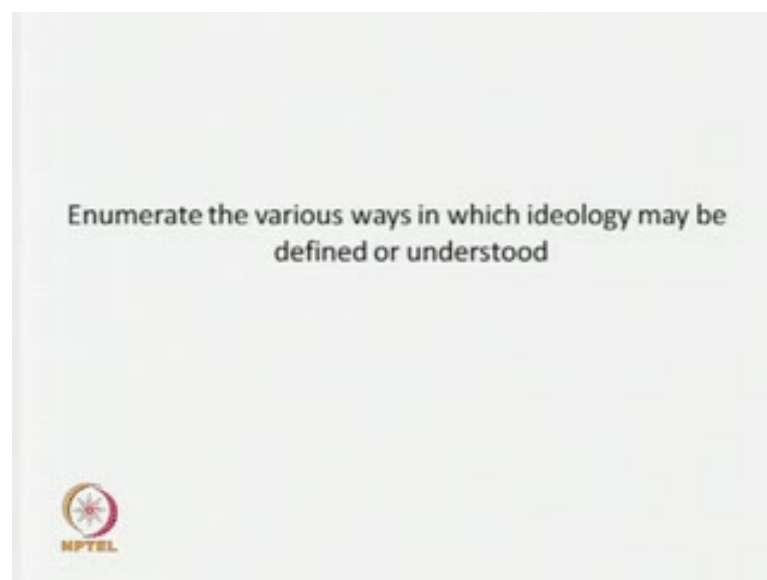 Enumerate the various ways in which ideology may be
defined or understood
NPTEL